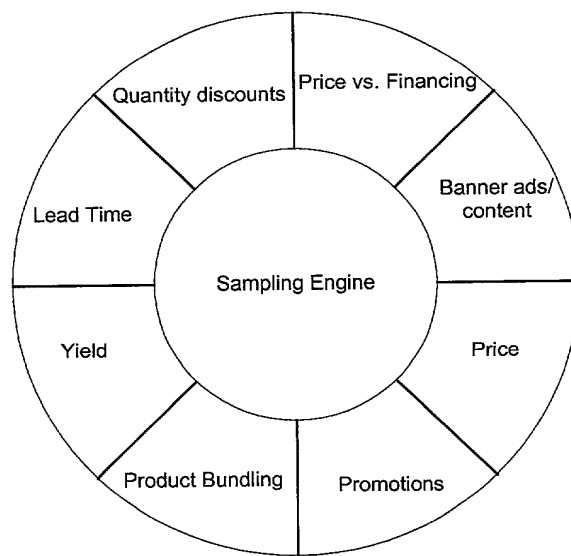 Quantity discounts
Price vs. Financing
Banner ads/
content
Lead Time
Sampling Engine
Yield
Price
Product Bundling
Promotions